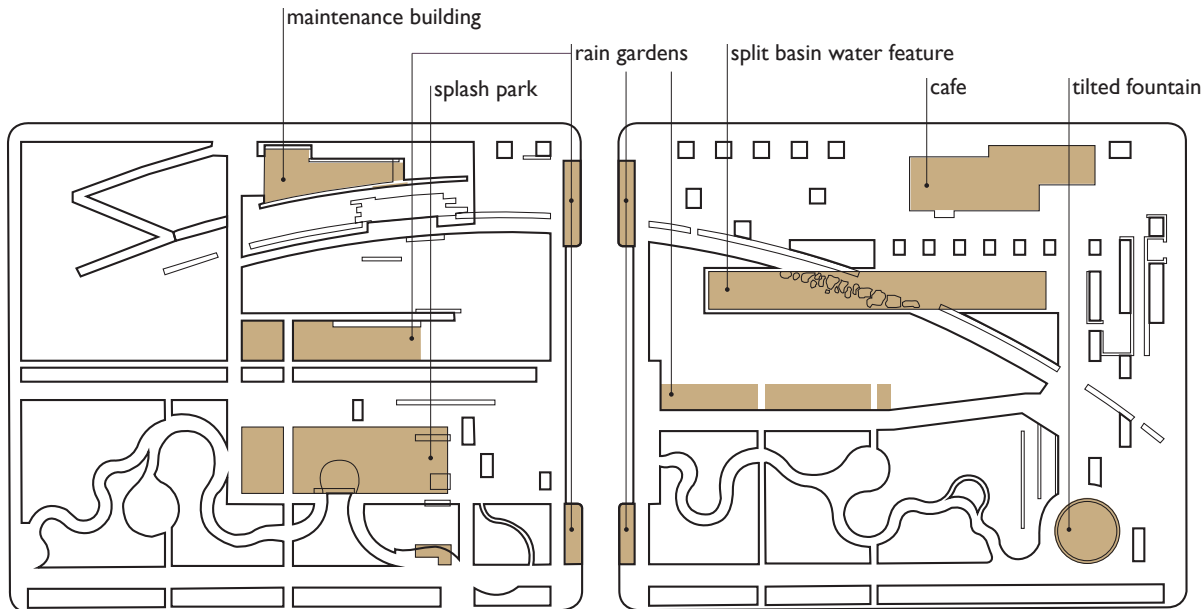 maintenance building
rain gardens
split basin water feature
splash park
cafe
tilted fountain